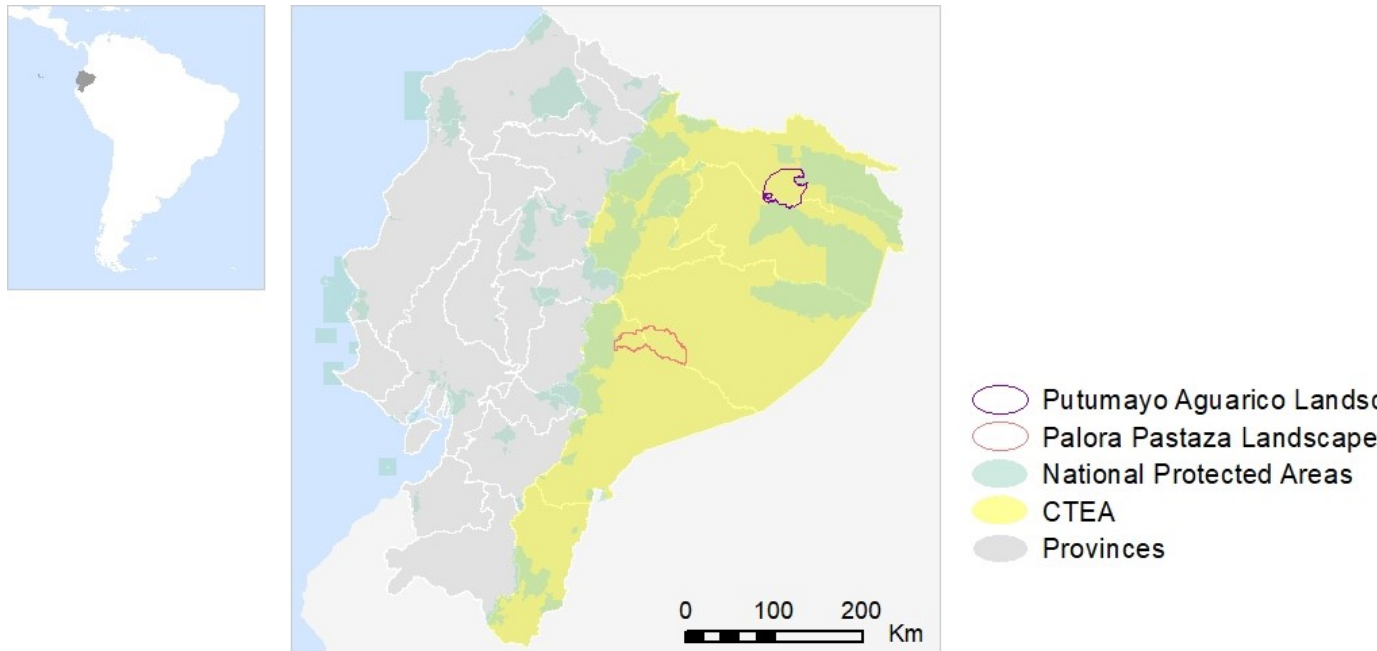 Putumayo Aguarico Landsc
Palora Pastaza Landscape
National Protected Areas
CTEA
Provinces
0 100 200
Km